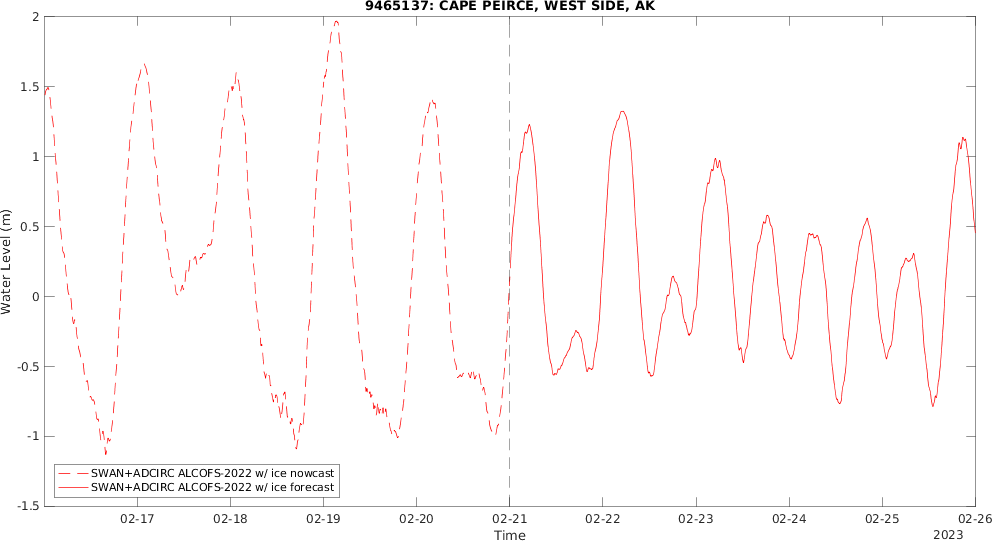 9465137: CAPE PEIRCE, WEST SIDE, AK
2
1.5
1
0.5
0
-0.5
-1
-1.5
Water Level (m)
SWAN+ADCIRC ALCOFS-2022 w/ ice nowcast
SWAN+ADCIRC ALCOFS-2022 w/ ice forecast
02-17 02-18 02-19 02-20 02-21 02-22 02-23 02-24 02-25 02-26
Time
2023